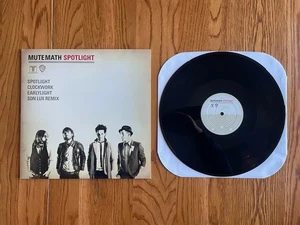 MUTEMATH SPOTLIGHT
SPOTLIGHT
CLOCKWORK
EARLYLIGHT
SON LUX REMIX